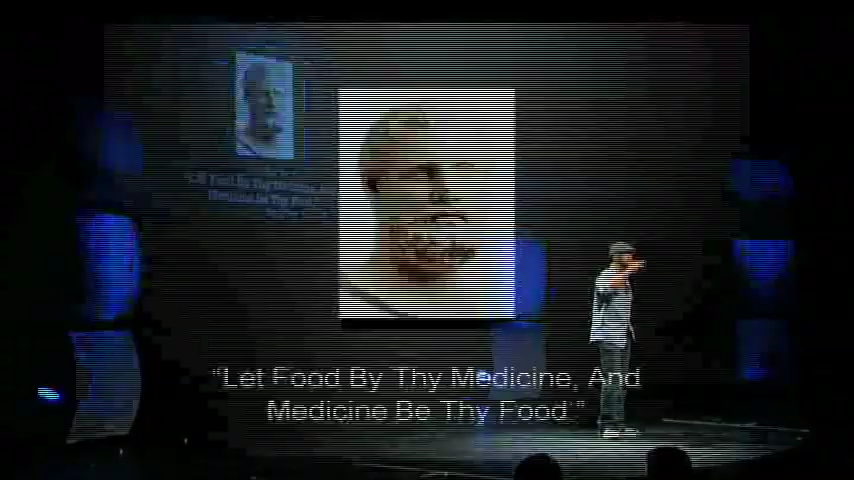 “Let Food By Thy Medicine, And
Medicine Be Thy Food”